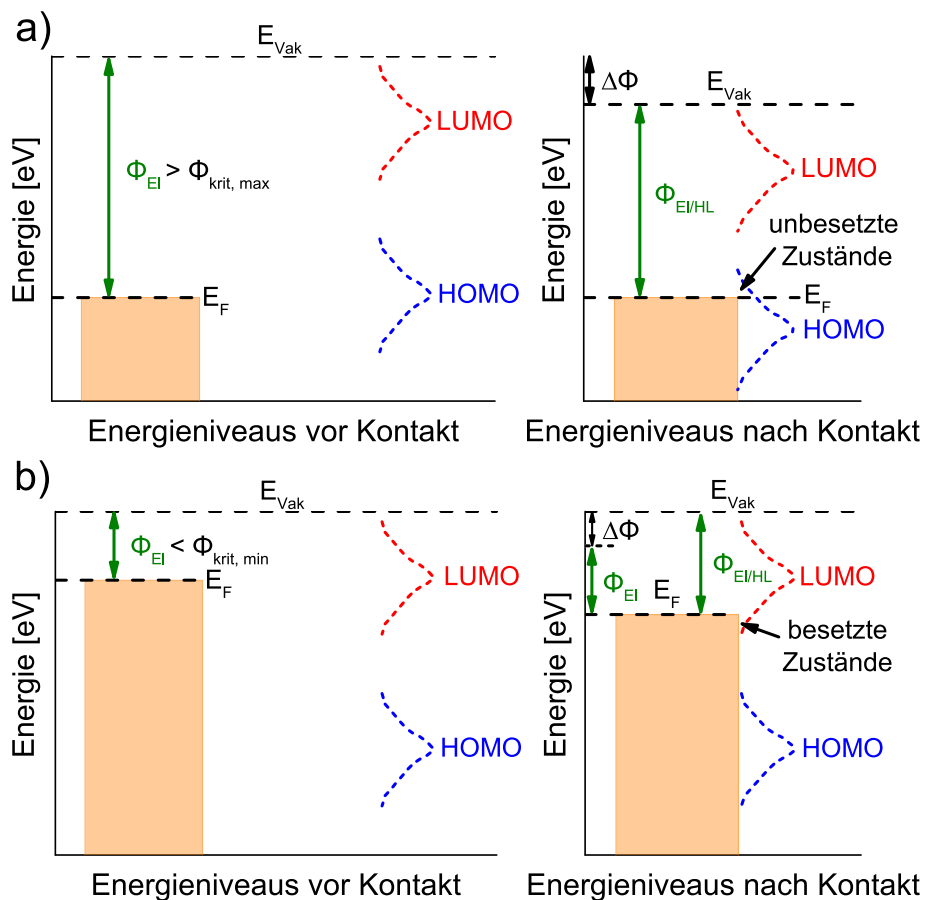 a)
E_Vak
Energie [eV]
Φ_El > Φ_krit, max
LUMO
HOMO
E_F
Energieniveaus vor Kontakt
ΔΦ
E_Vak
Energie [eV]
Φ_El/HL
LUMO
unbesetzte
Zustände
E_F
HOMO
Energieniveaus nach Kontakt
b)
E_Vak
Energie [eV]
Φ_El < Φ_krit, min
E_F
LUMO
HOMO
Energieniveaus vor Kontakt
E_Vak
Energie [eV]
ΔΦ
Φ_El
Φ_El/HL
E_F
LUMO
besetzte
Zustände
HOMO
Energieniveaus nach Kontakt